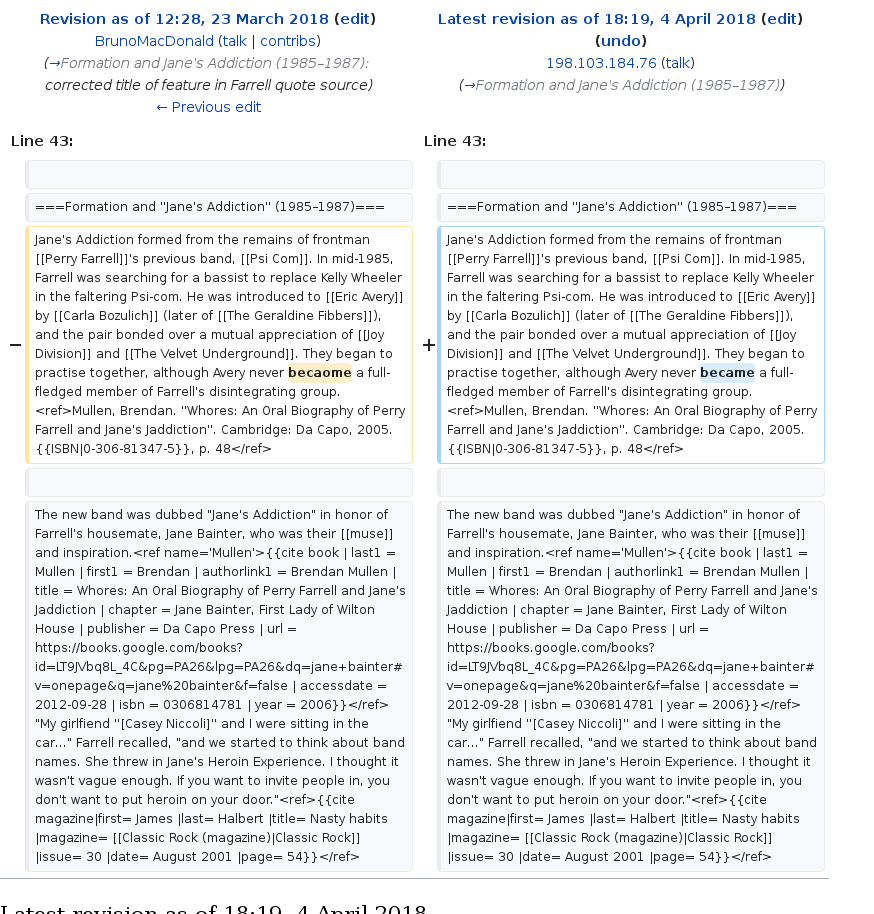 Revision as of 12:28, 23 March 2018 (edit)
BrunoMacDonald (talk | contribs)
(→Formation and Jane's Addiction (1985–1987):
corrected title of feature in Farrell quote source)
← Previous edit
Latest revision as of 18:19, 4 April 2018 (edit)
(undo)
198.103.184.76 (talk)
(→Formation and Jane's Addiction (1985–1987))
Line 43:
Line 43:
===Formation and ''Jane's Addiction'' (1985–1987)===
===Formation and ''Jane's Addiction'' (1985–1987)===
−
Jane's Addiction formed from the remains of frontman
[[Perry Farrell]]'s previous band, [[Psi Com]]. In mid-1985,
Farrell was searching for a bassist to replace Kelly Wheeler
in the faltering Psi-com. He was introduced to [[Eric Avery]]
by [[Carla Bozulich]] (later of [[The Geraldine Fibbers]]),
and the pair bonded over a mutual appreciation of [[Joy
Division]] and [[The Velvet Underground]]. They began to
practise together, although Avery never becaome a full-
fledged member of Farrell's disintegrating group.
<ref>Mullen, Brendan. ''Whores: An Oral Biography of Perry
Farrell and Jane's Jaddiction''. Cambridge: Da Capo, 2005.
{{ISBN|0-306-81347-5}}, p. 48</ref>
+
Jane's Addiction formed from the remains of frontman
[[Perry Farrell]]'s previous band, [[Psi Com]]. In mid-1985,
Farrell was searching for a bassist to replace Kelly Wheeler
in the faltering Psi-com. He was introduced to [[Eric Avery]]
by [[Carla Bozulich]] (later of [[The Geraldine Fibbers]]),
and the pair bonded over a mutual appreciation of [[Joy
Division]] and [[The Velvet Underground]]. They began to
practise together, although Avery never became a full-
fledged member of Farrell's disintegrating group.
<ref>Mullen, Brendan. ''Whores: An Oral Biography of Perry
Farrell and Jane's Jaddiction''. Cambridge: Da Capo, 2005.
{{ISBN|0-306-81347-5}}, p. 48</ref>
The new band was dubbed "Jane's Addiction" in honor of
Farrell's housemate, Jane Bainter, who was their [[muse]]
and inspiration.<ref name='Mullen'>{{cite book | last1 =
Mullen | first1 = Brendan | authorlink1 = Brendan Mullen |
title = Whores: An Oral Biography of Perry Farrell and Jane's
Jaddiction | chapter = Jane Bainter, First Lady of Wilton
House | publisher = Da Capo Press | url =
https://books.google.com/books?
id=LT9JVbq8L_4C&pg=PA26&lpg=PA26&dq=jane+bainter#
v=onepage&q=jane%20bainter&f=false | accessdate =
2012-09-28 | isbn = 0306814781 | year = 2006}}</ref>
"My girlfiend ''[Casey Niccoli]'' and I were sitting in the
car…" Farrell recalled, "and we started to think about band
names. She threw in Jane's Heroin Experience. I thought it
wasn't vague enough. If you want to invite people in, you
don't want to put heroin on your door."<ref>{{cite
magazine|first= James |last= Halbert |title= Nasty habits
|magazine= [[Classic Rock (magazine)|Classic Rock]]
|issue= 30 |date= August 2001 |page= 54}}</ref>
The new band was dubbed "Jane's Addiction" in honor of
Farrell's housemate, Jane Bainter, who was their [[muse]]
and inspiration.<ref name='Mullen'>{{cite book | last1 =
Mullen | first1 = Brendan | authorlink1 = Brendan Mullen |
title = Whores: An Oral Biography of Perry Farrell and Jane's
Jaddiction | chapter = Jane Bainter, First Lady of Wilton
House | publisher = Da Capo Press | url =
https://books.google.com/books?
id=LT9JVbq8L_4C&pg=PA26&lpg=PA26&dq=jane+bainter#
v=onepage&q=jane%20bainter&f=false | accessdate =
2012-09-28 | isbn = 0306814781 | year = 2006}}</ref>
"My girlfiend ''[Casey Niccoli]'' and I were sitting in the
car…" Farrell recalled, "and we started to think about band
names. She threw in Jane's Heroin Experience. I thought it
wasn't vague enough. If you want to invite people in, you
don't want to put heroin on your door."<ref>{{cite
magazine|first= James |last= Halbert |title= Nasty habits
|magazine= [[Classic Rock (magazine)|Classic Rock]]
|issue= 30 |date= August 2001 |page= 54}}</ref>
Latest revision as of 18:19, 4 April 2018